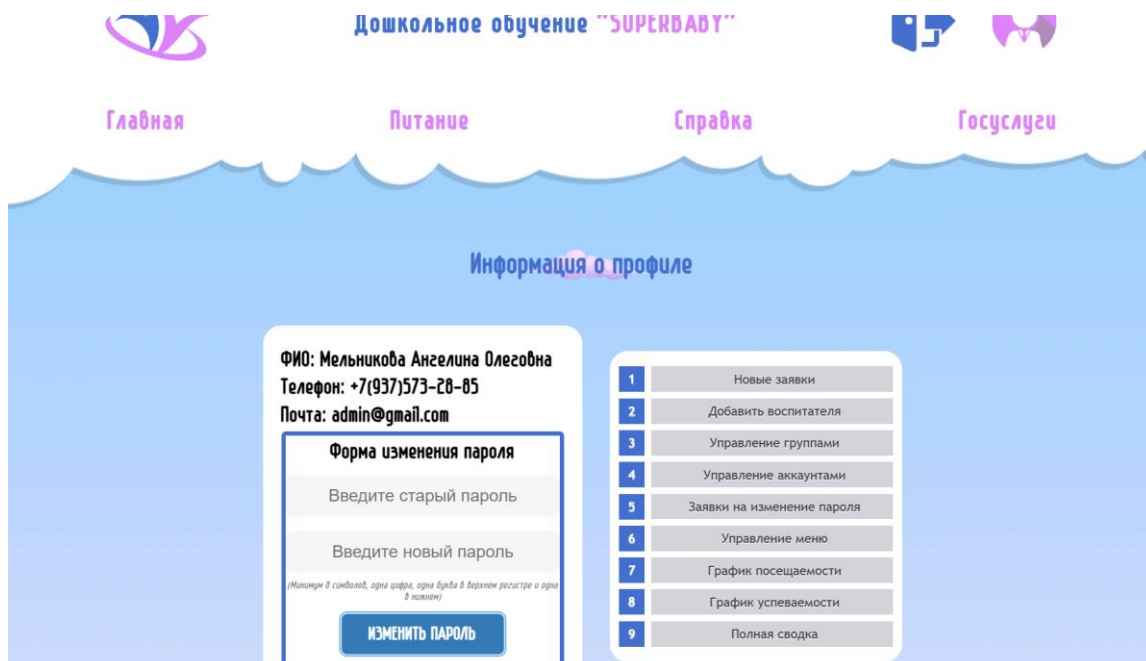 Дошкольное обучение "SUPERBABY"
Главная
Питание
Справка
Госуслуги
Информация о профиле
ФИО: Мельникова Ангелина Олеговна
Телефон: +7(937)573-28-85
Почта: admin@gmail.com
Форма изменения пароля
Введите старый пароль
Введите новый пароль
(Минимум 8 символов, одна цифра, одна буква в верхнем регистре и одна
в нижнем)
ИЗМЕНИТЬ ПАРОЛЬ
1 Новые заявки
2 Добавить воспитателя
3 Управление группами
4 Управление аккаунтами
5 Заявки на изменение пароля
6 Управление меню
7 График посещаемости
8 График успеваемости
9 Полная сводка